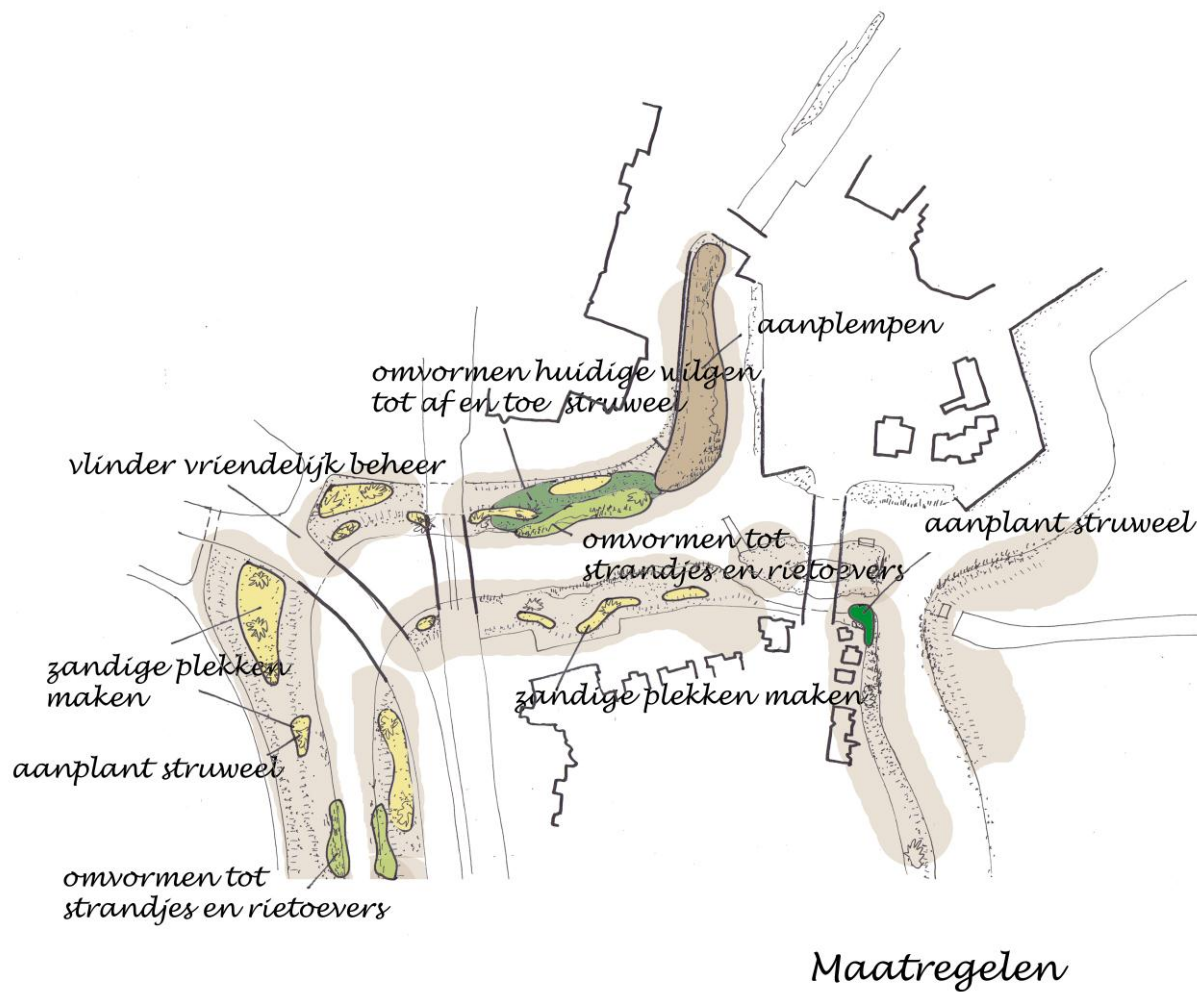 aanplempen
omvormen huidige wilgen
tot af en toe struweel
vlinder vriendelijk beheer
aanplant struweel
omvormen tot
strandjes en rietoevers
zandige plekken
maken
zandige plekken maken
aanplant struweel
omvormen tot
strandjes en rietoevers
Maatregelen